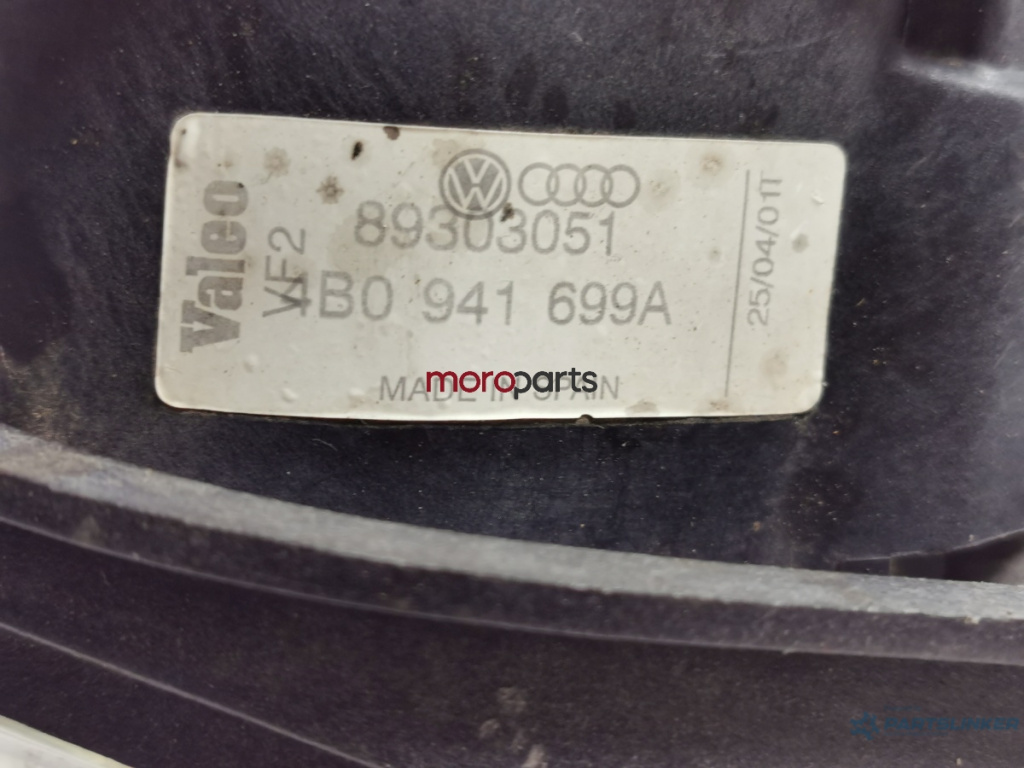 Valeo
VF2
89303051
4B0 941 699A
MADE IN SPAIN
25/04/01T
moroparts